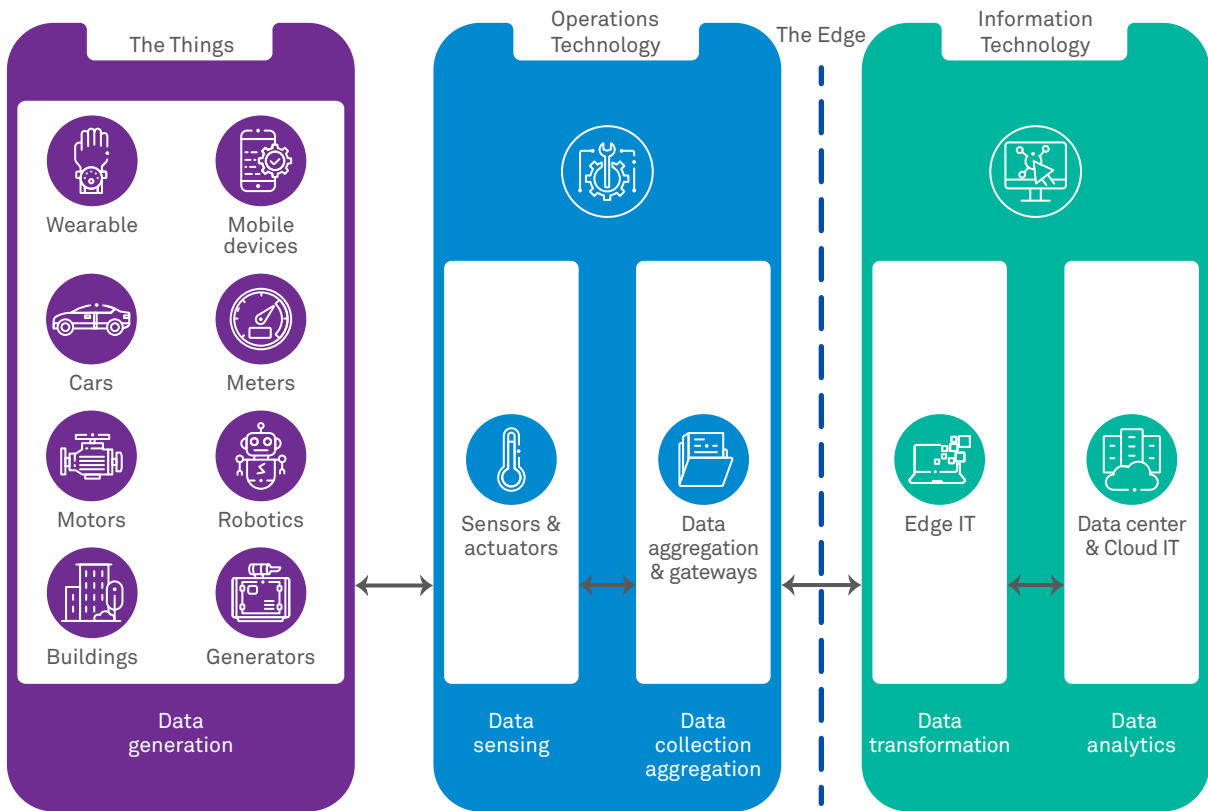 The Things
Wearable
Mobile
devices
Cars
Meters
Motors
Robotics
Buildings
Generators
Data
generation
Operations
Technology
Sensors &
actuators
Data
aggregation
& gateways
Data
sensing
Data
collection
aggregation
The Edge
Information
Technology
Edge IT
Data center
& Cloud IT
Data
transformation
Data
analytics